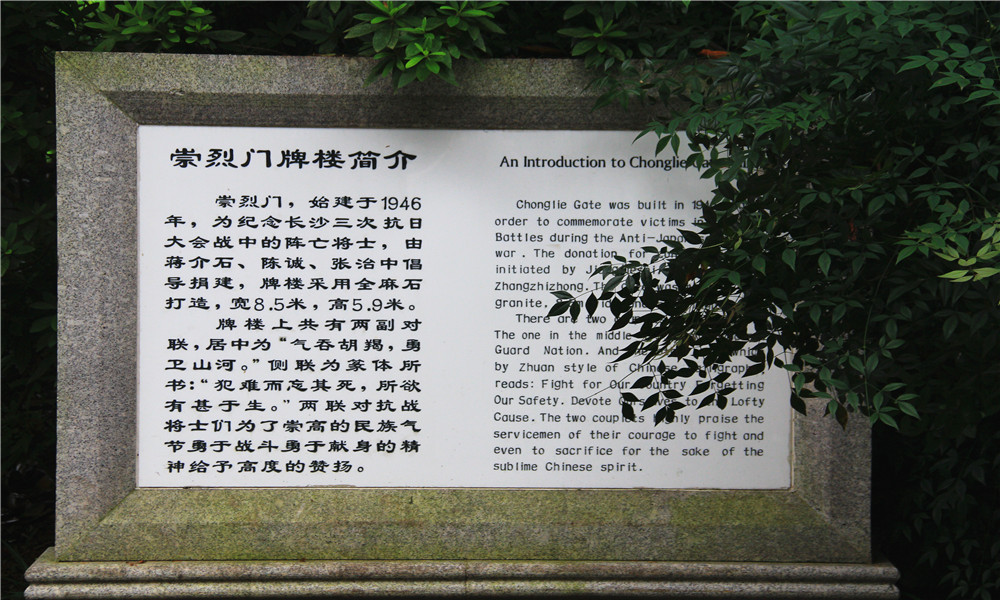 崇烈门牌楼简介
崇烈门，始建于1946
年，为纪念长沙三次抗日
大会战中的阵亡将士，由
蒋介石、陈诚、张治中倡
导捐建，牌楼采用全麻石
打造，宽8.5米，高5.9米。
牌楼上共有两副对
联，居中为“气吞胡羯，勇
卫山河。”侧联为篆体所
书：“犯难而忘其死，所欲
有甚于生。”两联对抗战
将士们为了崇高的民族气
节勇于战斗勇于献身的精
神给予高度的赞扬。
An Introduction to Chonglie
Chonglie Gate was built in
order to commemorate victims
Battles during the
war. The donation for
initiated by
Zhangzhizhong.
granite,
There are two
The one in the middle
Guard Nation. And
by Zhuan style of Chinese
reads: Fight for Our Country Forgetting
Our Safety. Devote Ourselves to Lofty
Cause. The two couplets highly praise the
servicemen of their courage to fight and
even to sacrifice for the sake of the
sublime Chinese spirit.